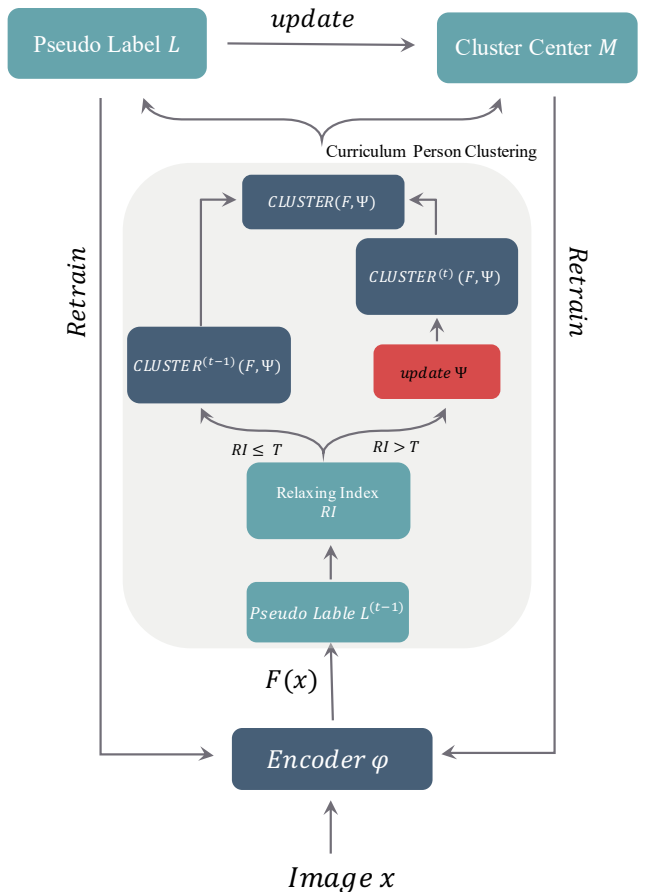 Pseudo Label L
update
Cluster Center M
Curriculum Person Clustering
CLUSTER(F,Ψ)
CLUSTER⁽ᵗ⁾(F,Ψ)
Retrain
Retrain
CLUSTER⁽ᵗ⁻¹⁾(F,Ψ)
update Ψ
RI ≤ T
RI > T
Relaxing Index
RI
Pseudo Lable L⁽ᵗ⁻¹⁾
F(x)
Encoder φ
Image x